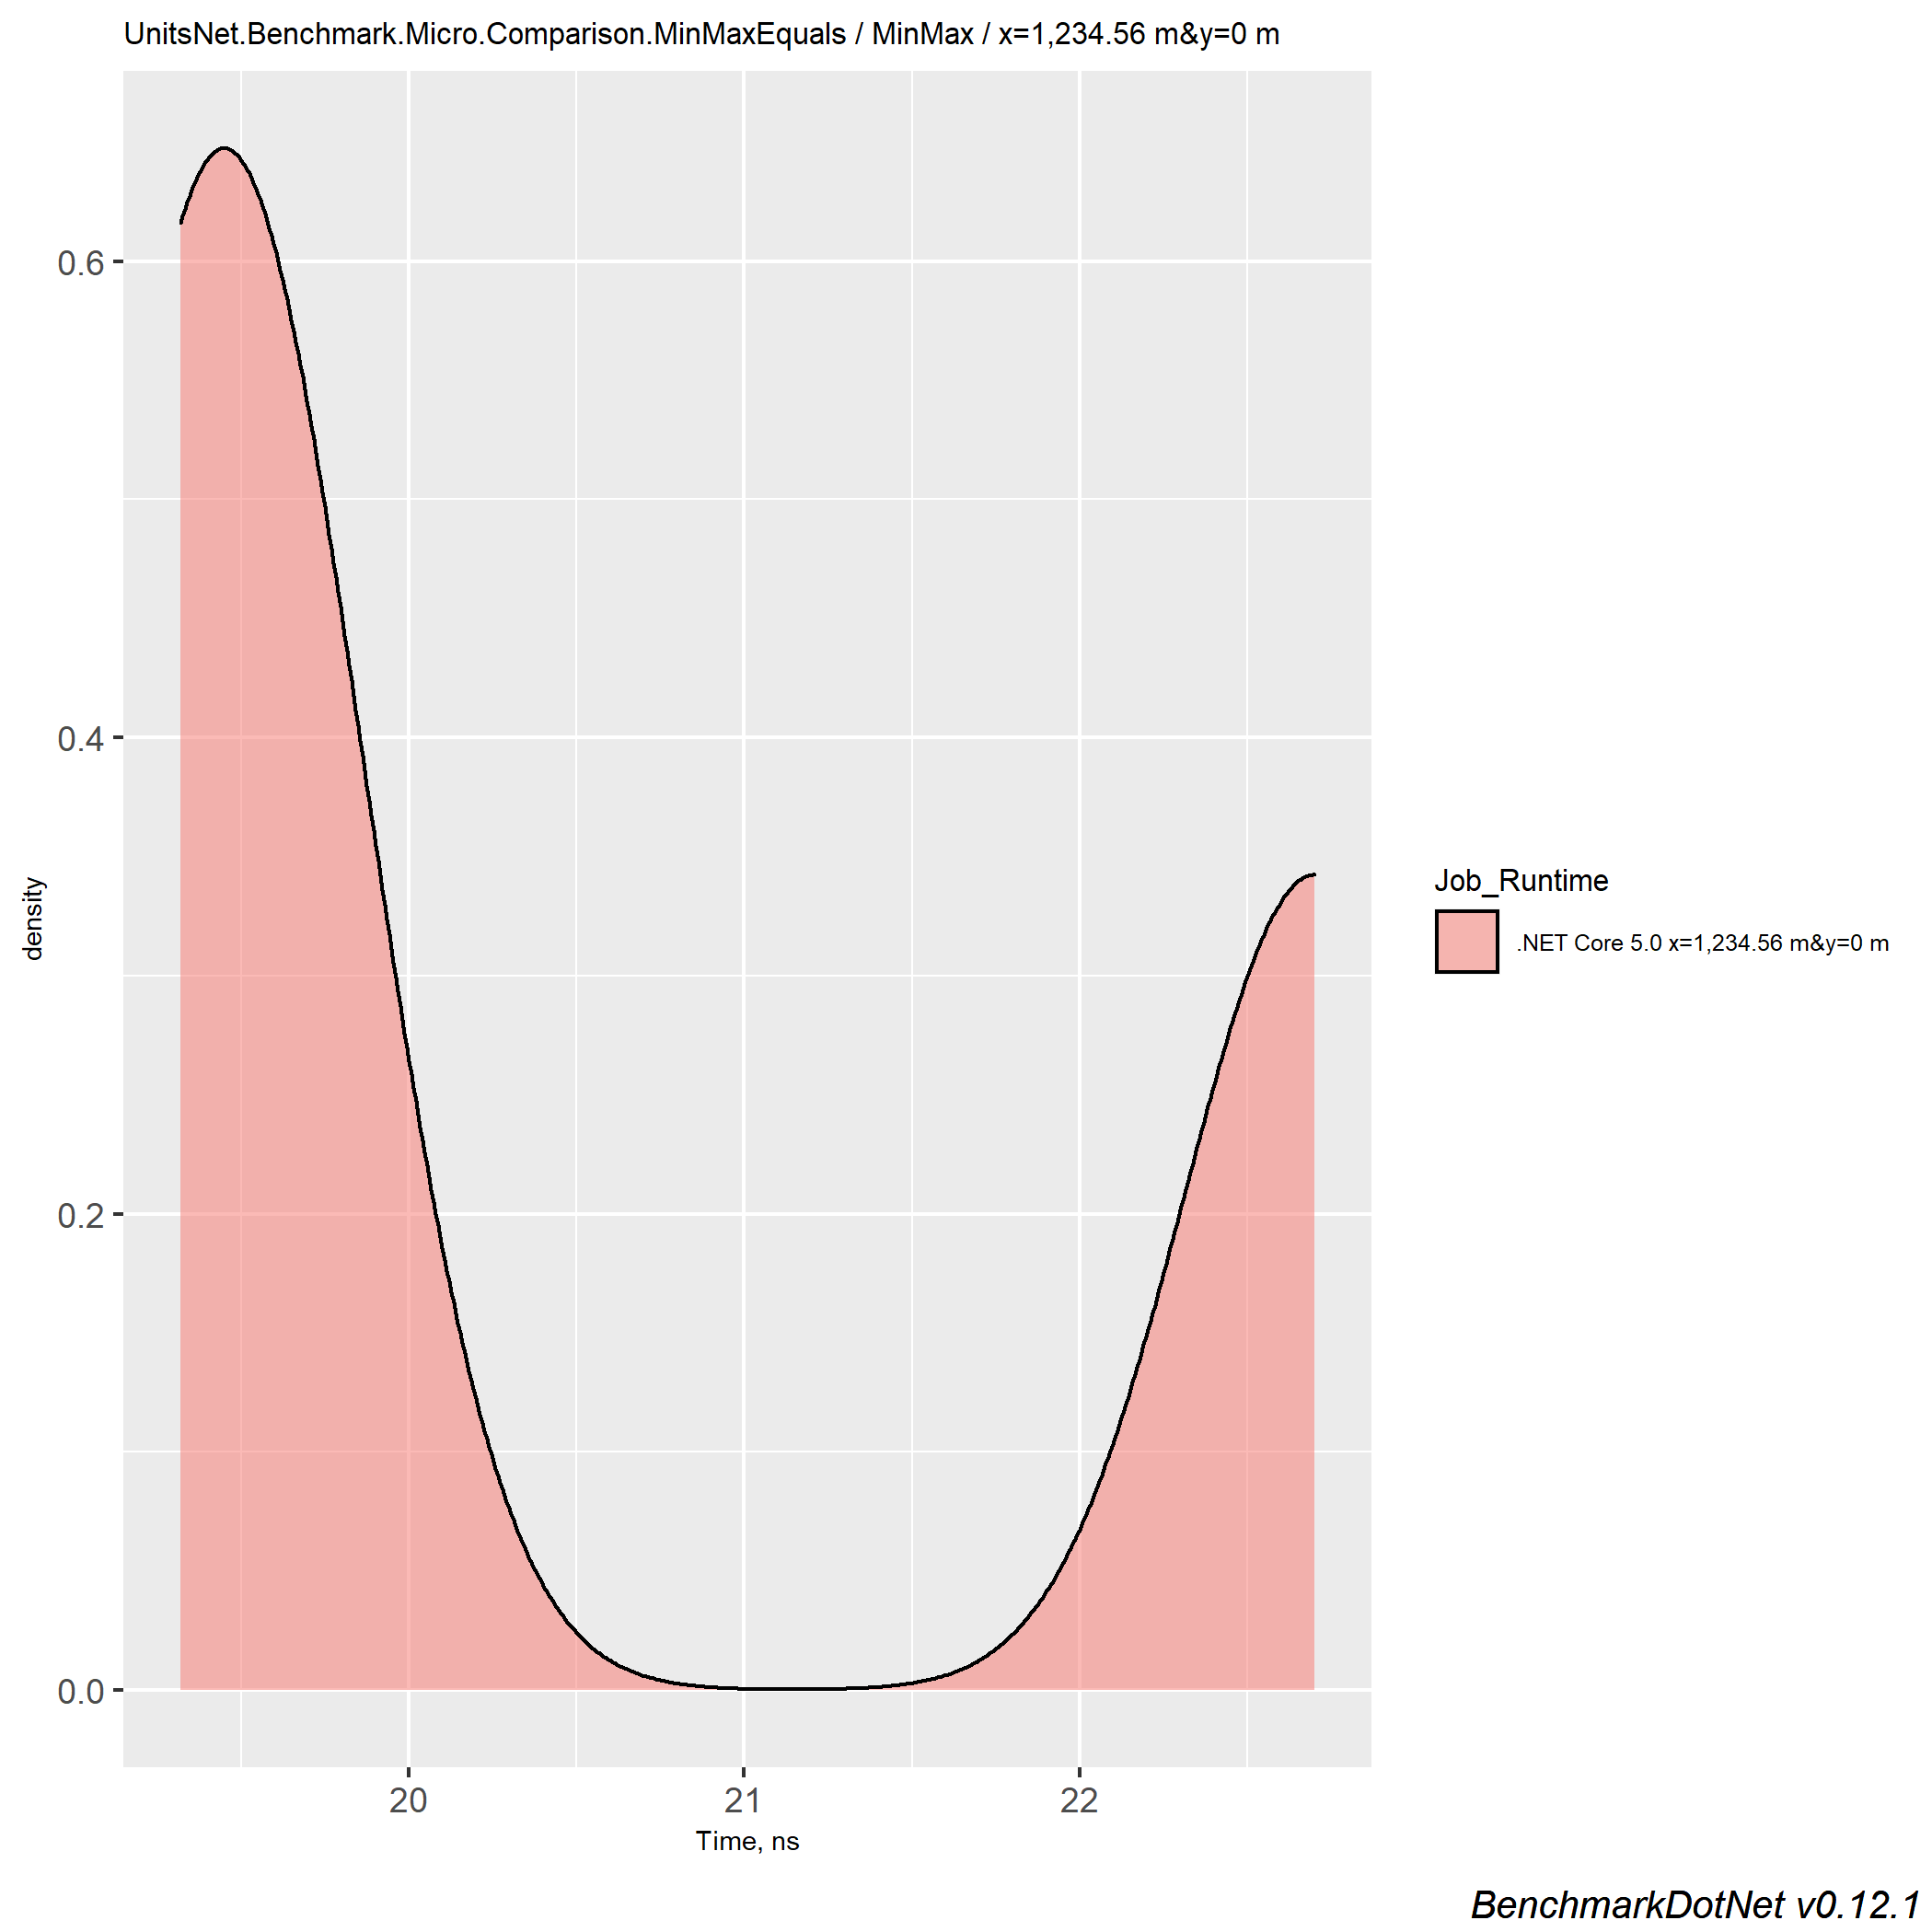 UnitsNet.Benchmark.Micro.Comparison.MinMaxEquals / MinMax / x=1,234.56 m&y=0 m
0.6
0.4
0.2
0.0
density
20 21 22
Time, ns
Job_Runtime
.NET Core 5.0 x=1,234.56 m&y=0 m
BenchmarkDotNet v0.12.1